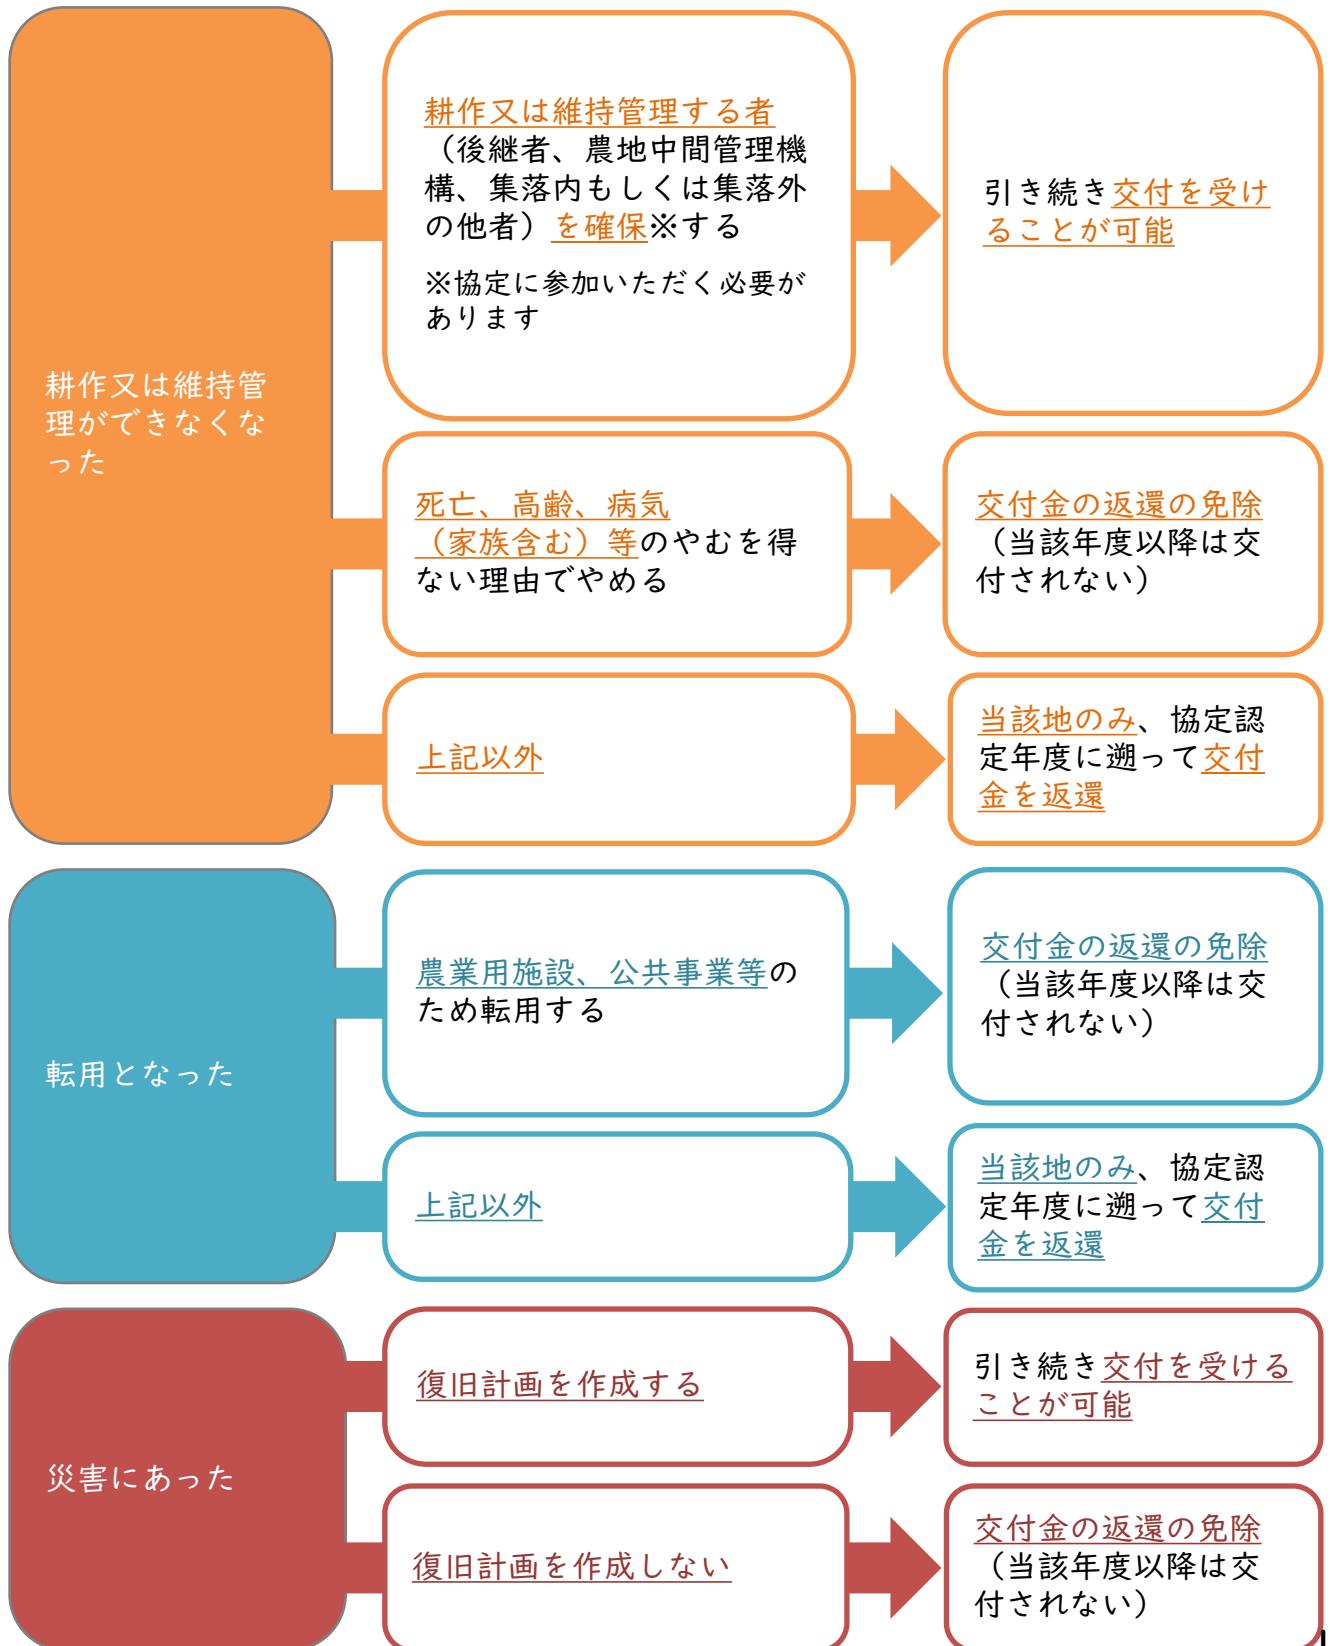 耕作又は維持管
理ができなくな
った
耕作又は維持管理する者
（後継者、農地中間管理機
構、集落内もしくは集落外
の他者）を確保※する
※協定に参加いただく必要が
あります
引き続き交付を受け
ることが可能
死亡、高齢、病気
（家族含む）等のやむを得
ない理由でやめる
交付金の返還の免除
（当該年度以降は交
付されない）
上記以外
当該地のみ、協定認
定年度に遡って交付
金を返還
転用となった
農業用施設、公共事業等の
ため転用する
交付金の返還の免除
（当該年度以降は交
付されない）
上記以外
当該地のみ、協定認
定年度に遡って交付
金を返還
災害にあった
復旧計画を作成する
引き続き交付を受ける
ことが可能
復旧計画を作成しない
交付金の返還の免除
（当該年度以降は交
付されない）